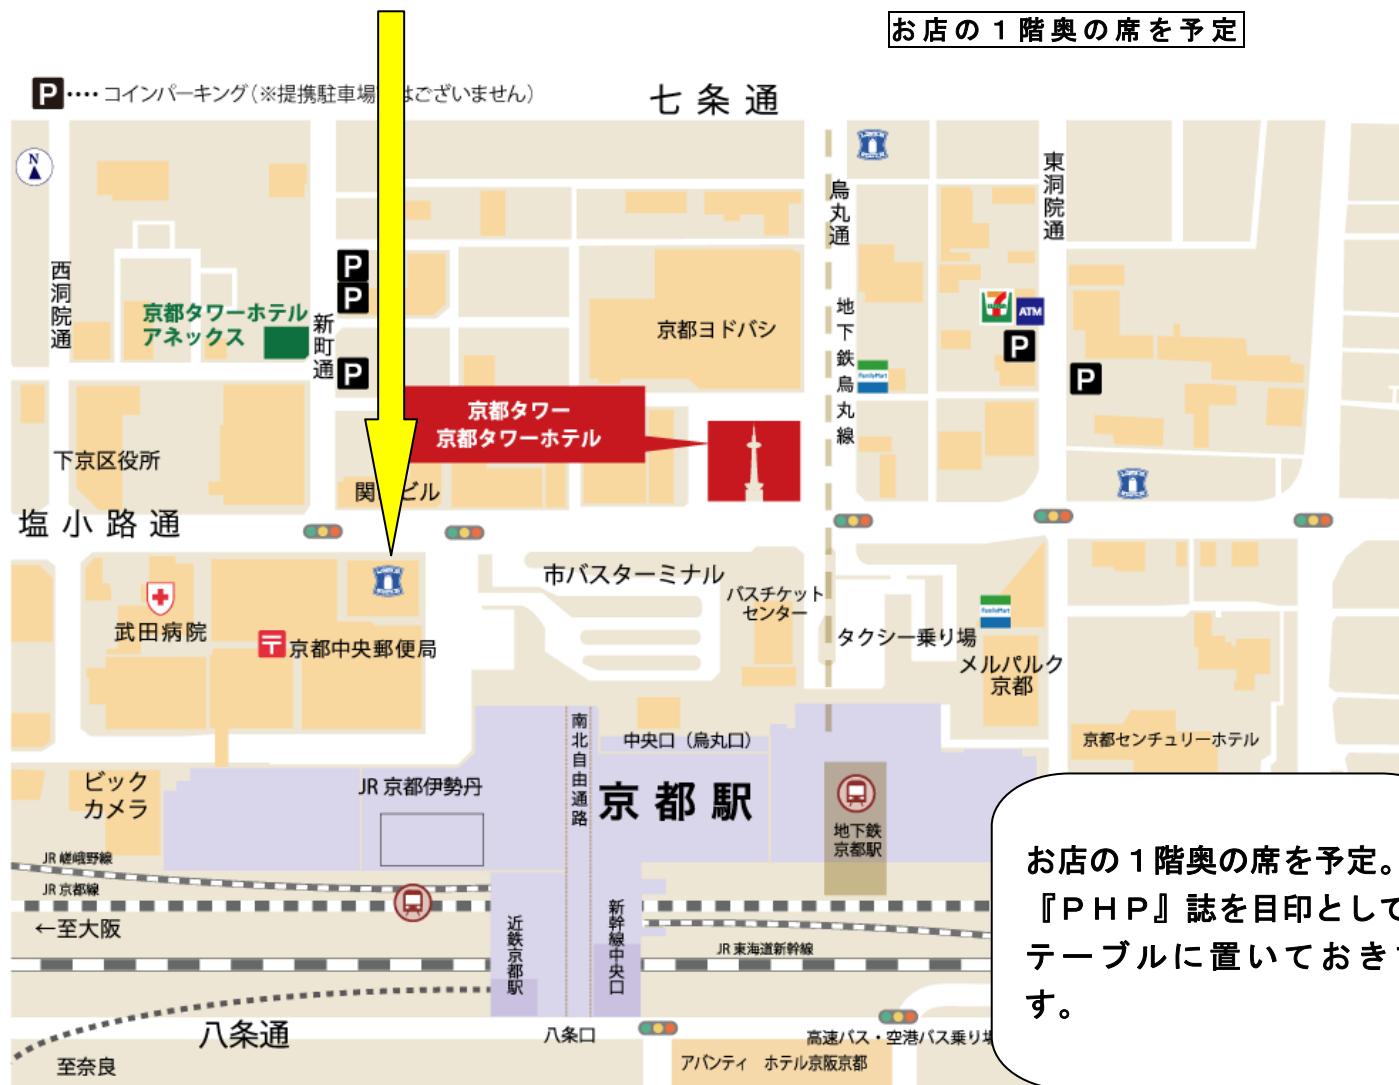 お店の１階奥の席を予定
P････コインパーキング（※提携駐車場 はございません）
七条通
N
東洞院通
烏丸通
西洞院通
P
P
京都タワーホテル
アネックス
新町通
地下鉄烏丸線
ATM
京都ヨドバシ
P
P
FamilyMart
P
京都タワー
京都タワーホテル
下京区役所
関 ビル
塩小路通
市バスターミナル
バスチケット
センター
FamilyMart
武田病院
京都中央郵便局
タクシー乗り場
メルパルク
京都
南北自由通路
中央口（烏丸口）
京都センチュリーホテル
ビック
カメラ
JR 京都伊勢丹
京都駅
地下鉄
京都駅
JR 嵯峨野線
JR 京都線
←至大阪
近鉄京都駅
新幹線中央口
JR 東海道新幹線
お店の１階奥の席を予定。
『ＰＨＰ』誌を目印として
テーブルに置いておき
す。
八条通
八条口
高速バス・空港バス乗り場
至奈良
アバンティ ホテル京阪京都